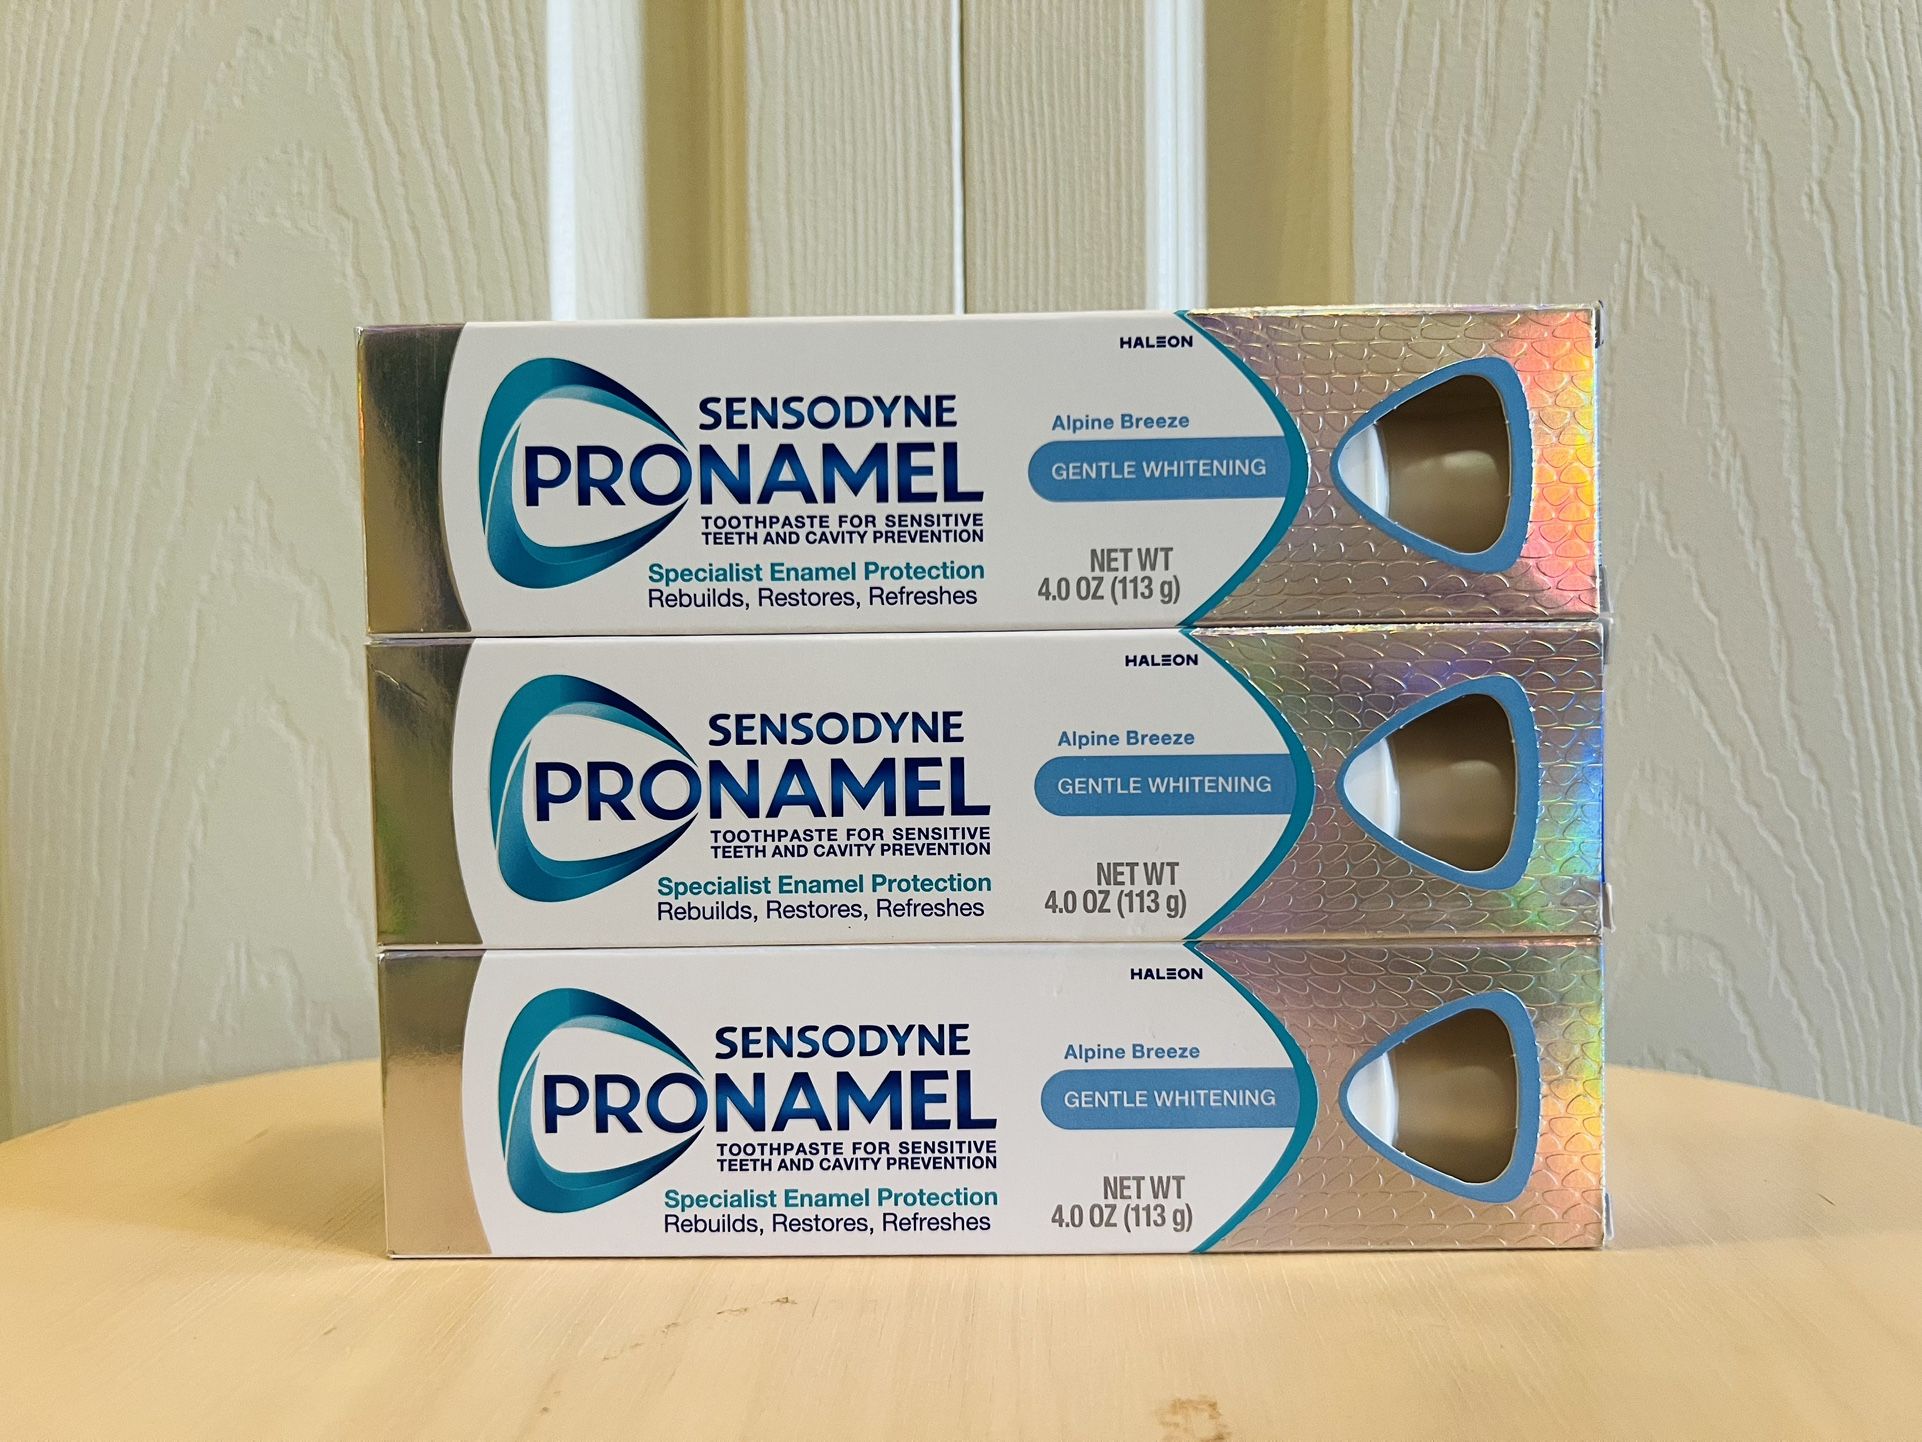 HALEON
SENSODYNE
PRONAMEL
TOOTHPASTE FOR SENSITIVE
TEETH AND CAVITY PREVENTION
Specialist Enamel Protection
Rebuilds, Restores, Refreshes
Alpine Breeze
GENTLE WHITENING
NET WT
4.0 OZ (113 g)
HALEON
SENSODYNE
PRONAMEL
TOOTHPASTE FOR SENSITIVE
TEETH AND CAVITY PREVENTION
Specialist Enamel Protection
Rebuilds, Restores, Refreshes
Alpine Breeze
GENTLE WHITENING
NET WT
4.0 OZ (113 g)
HALEON
SENSODYNE
PRONAMEL
TOOTHPASTE FOR SENSITIVE
TEETH AND CAVITY PREVENTION
Specialist Enamel Protection
Rebuilds, Restores, Refreshes
Alpine Breeze
GENTLE WHITENING
NET WT
4.0 OZ (113 g)